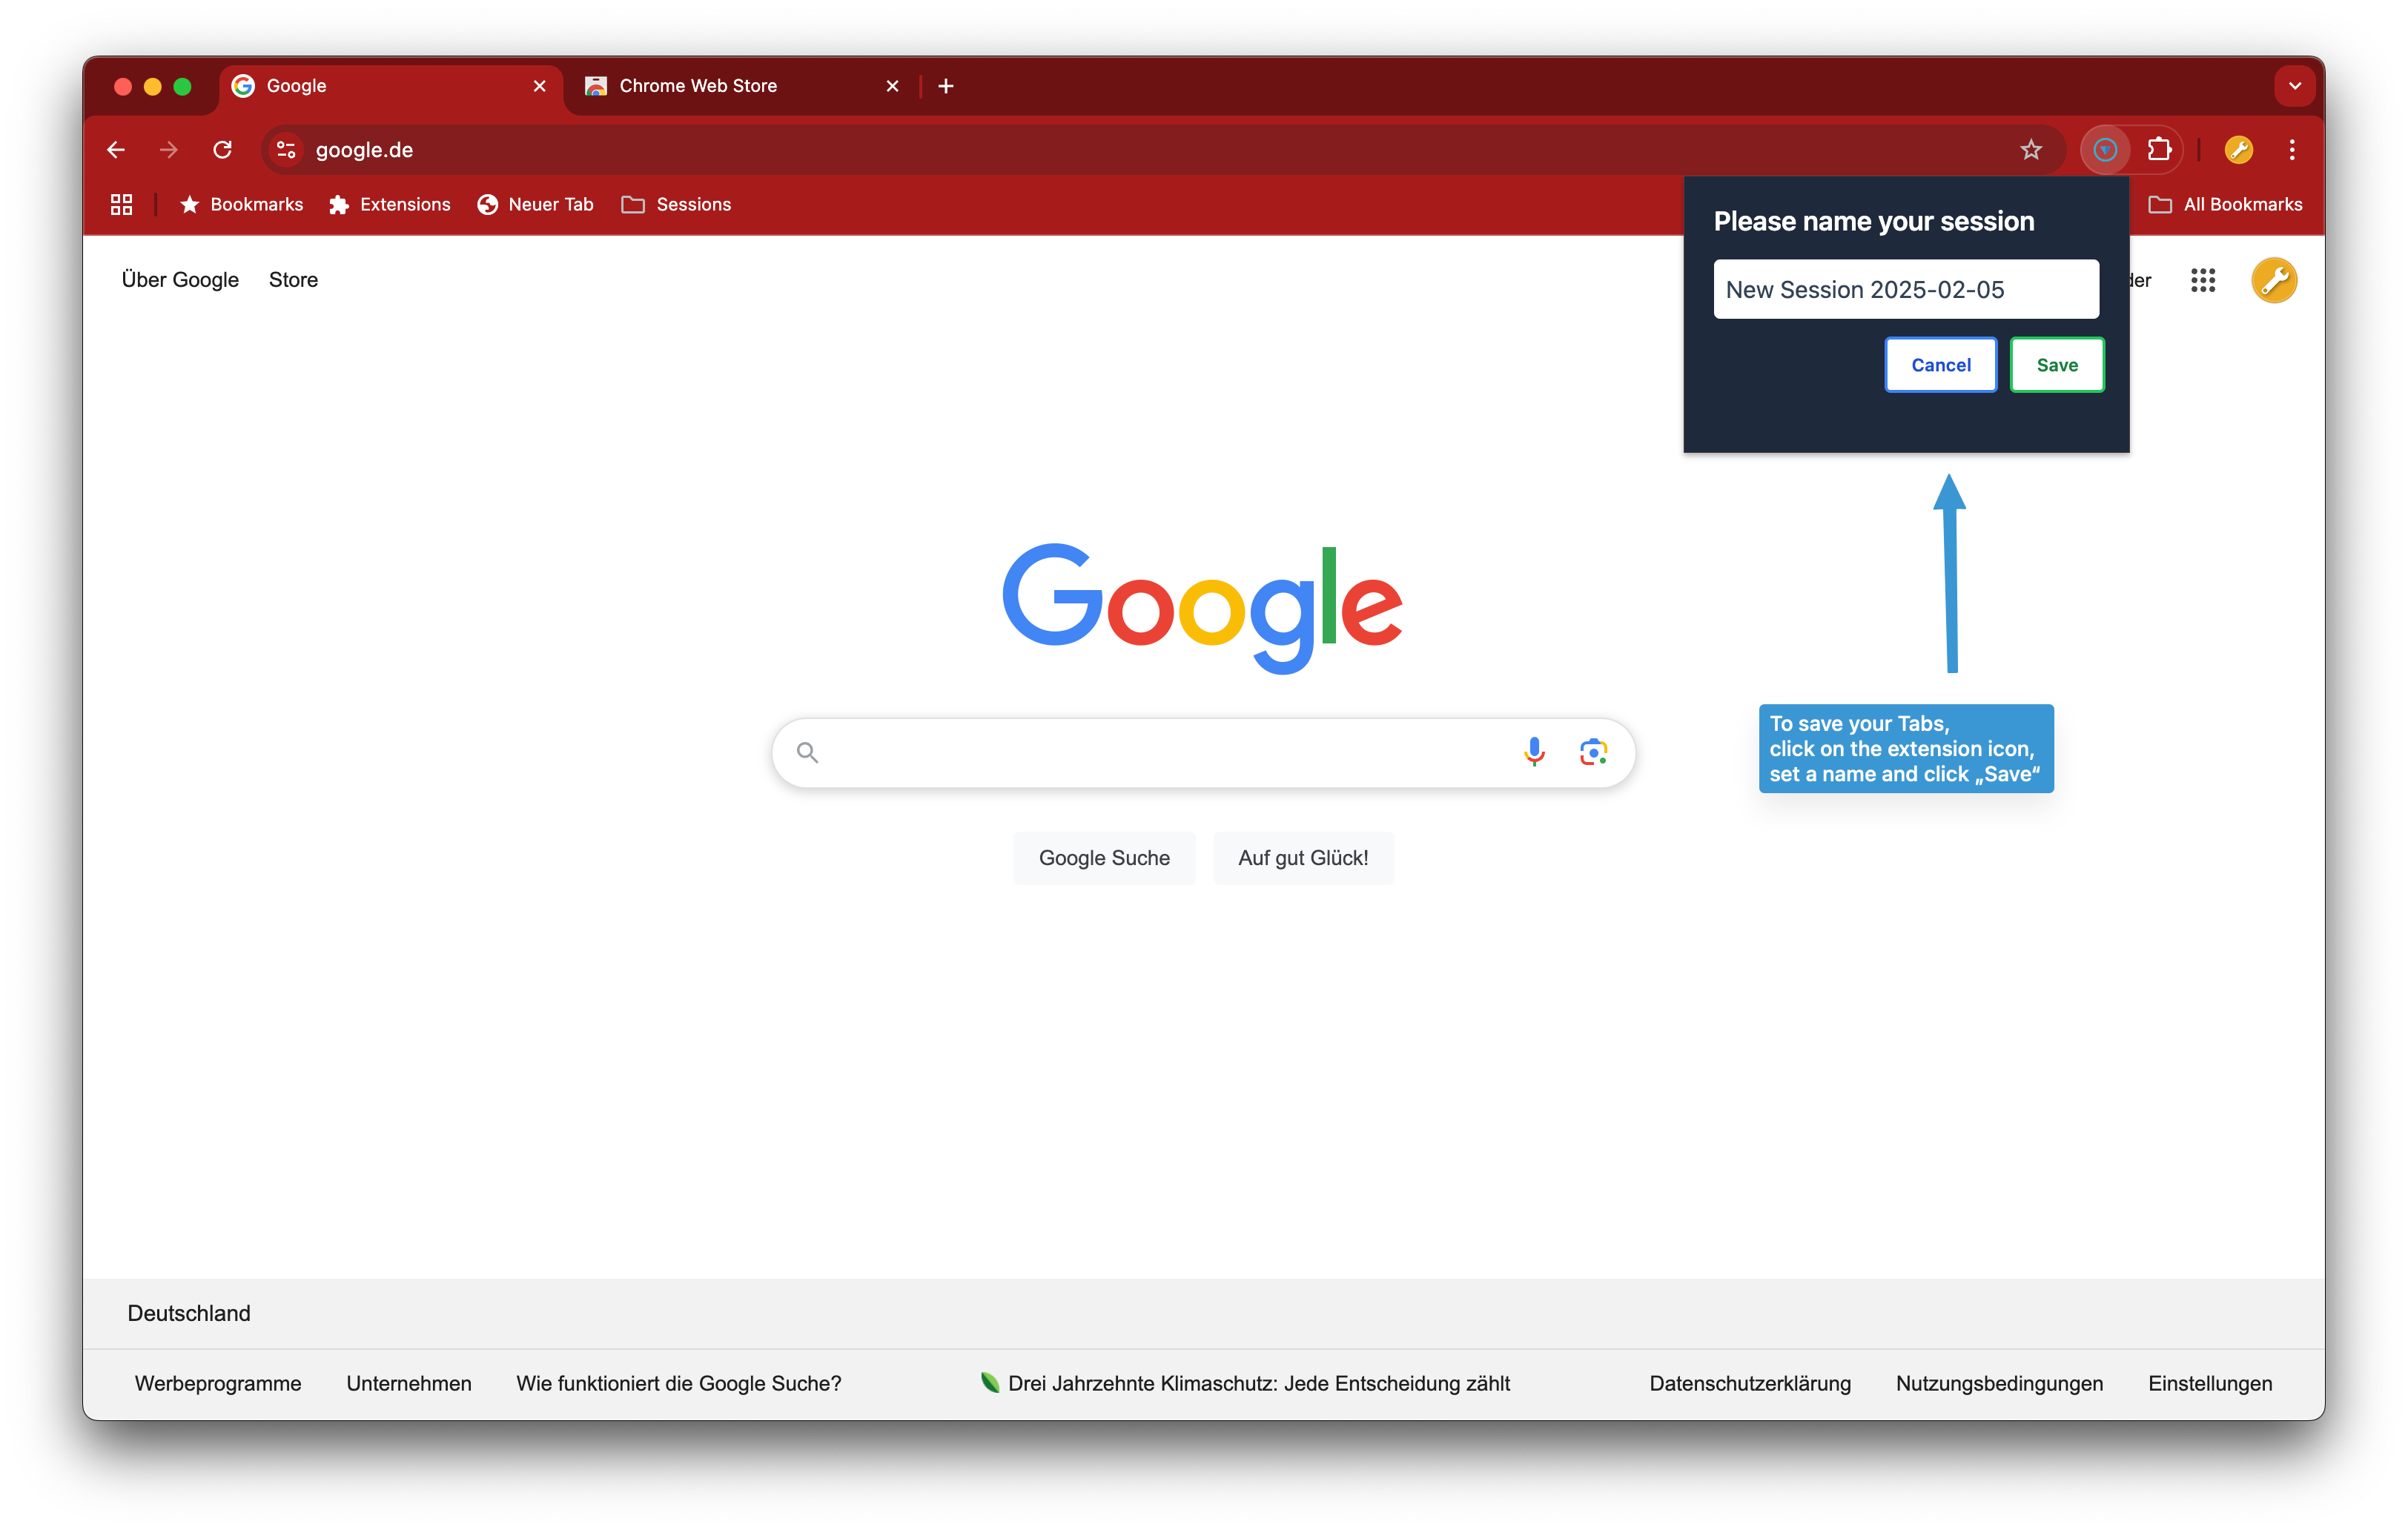 Google
Chrome Web Store
google.de
Bookmarks
Extensions
Neuer Tab
Sessions
All Bookmarks
Please name your session
New Session 2025-02-05
Cancel
Save
Über Google
Store
Google
To save your Tabs,
click on the extension icon,
set a name and click „Save“
Google Suche
Auf gut Glück!
Deutschland
Werbeprogramme
Unternehmen
Wie funktioniert die Google Suche?
Drei Jahrzehnte Klimaschutz: Jede Entscheidung zählt
Datenschutzerklärung
Nutzungsbedingungen
Einstellungen